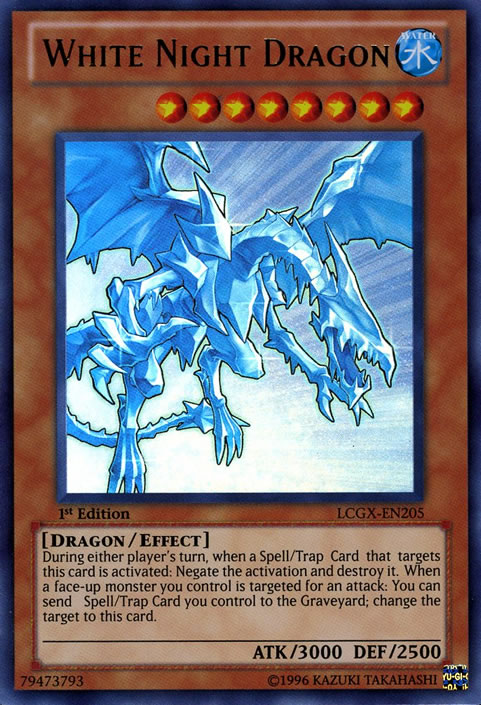 WHITE NIGHT DRAGON
WATER
水
1st Edition
LCGX-EN205
[DRAGON/EFFECT]
During either player's turn, when a Spell/Trap Card that targets
this card is activated: Negate the activation and destroy it. When
a face-up monster you control is targeted for an attack: You can
send Spell/Trap Card you control to the Graveyard; change the
target to this card.
ATK/3000 DEF/2500
79473793
©1996 KAZUKI TAKAHASHI
YU-GI-O